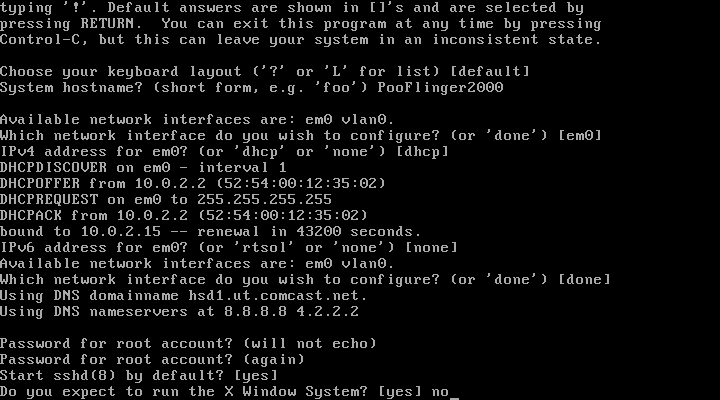 typing '!'. Default answers are shown in []'s and are selected by
pressing RETURN.  You can exit this program at any time by pressing
Control-C, but this can leave your system in an inconsistent state.

Choose your keyboard layout ('?' or 'L' for list) [default]
System hostname? (short form, e.g. 'foo') PooFlinger2000

Available network interfaces are: em0 vlan0.
Which network interface do you wish to configure? (or 'done') [em0]
IPv4 address for em0? (or 'dhcp' or 'none') [dhcp]
DHCPDISCOVER on em0 - interval 1
DHCPOFFER from 10.0.2.2 (52:54:00:12:35:02)
DHCPREQUEST on em0 to 255.255.255.255
DHCPACK from 10.0.2.2 (52:54:00:12:35:02)
bound to 10.0.2.15 -- renewal in 43200 seconds.
IPv6 address for em0? (or 'rtsol' or 'none') [none]
Available network interfaces are: em0 vlan0.
Which network interface do you wish to configure? (or 'done') [done]
Using DNS domainname hsd1.ut.comcast.net.
Using DNS nameservers at 8.8.8.8 4.2.2.2

Password for root account? (will not echo)
Password for root account? (again)
Start sshd(8) by default? [yes]
Do you expect to run the X Window System? [yes] no_